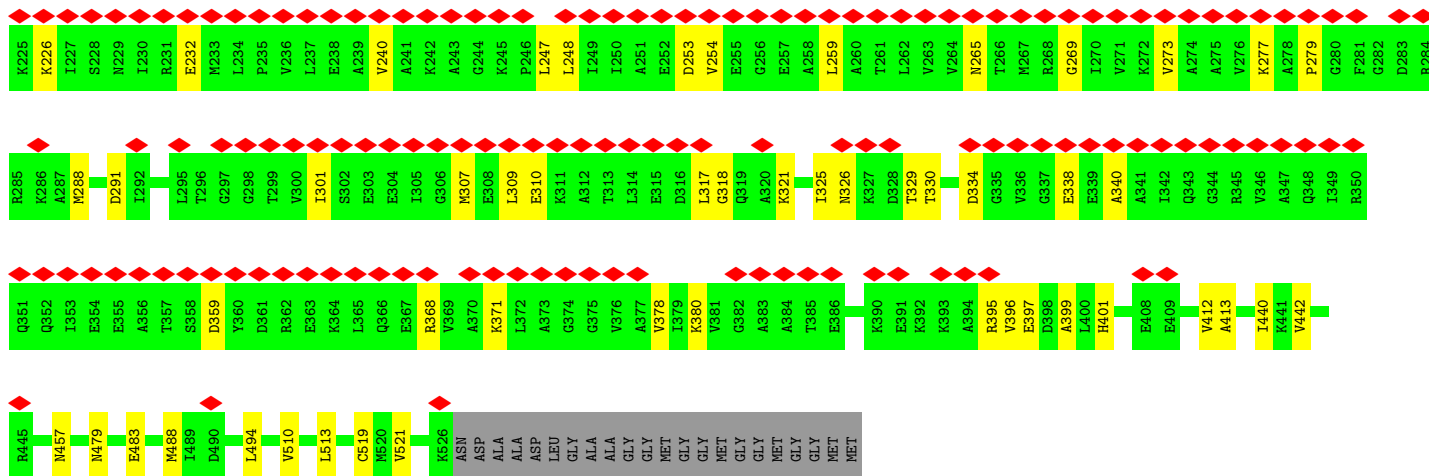 K225 K226 I227 S228 N229 I230 R231 E232 M233 L234 P235 V236 L237 E238 A239 V240 A241 K242 A243 G244 K245 P246 L247 L248 I249 I250 A251 E252 D253 V254 E255 G256 E257 A258 L259 A260 T261 L262 V263 V264 N265 T266 M267 R268 G269 I270 V271 K272 V273 A274 A275 V276 K277 A278 P279 G280 F281 G282 D283 R284
R285 K286 A287 M288 D291 I292 L295 T296 G297 G298 T299 V300 I301 S302 E303 E304 I305 G306 M307 E308 L309 E310 K311 A312 T313 L314 E315 D316 L317 G318 Q319 A320 K321 I325 N326 K327 D328 T329 T330 D334 G335 V336 G337 E338 E339 A340 A341 I342 Q343 G344 R345 V346 A347 Q348 I349 R350
Q351 Q352 I353 E354 E355 A356 T357 S358 D359 Y360 D361 R362 E363 K364 L365 Q366 E367 R368 V369 A370 K371 L372 A373 G374 G375 V376 A377 V378 I379 K380 V381 G382 A383 A384 T385 E386 K390 E391 K392 K393 A394 R395 V396 E397 D398 A399 L400 H401 E408 E409 V412 A413 I440 K441 V442
R445 N457 N479 E483 M488 I489 D490 L494 V510 L513 C519 M520 V521 K526 ASN ASP ALA ALA ASP LEU GLY ALA ALA GLY GLY MET GLY GLY MET GLY GLY MET GLY GLY MET MET